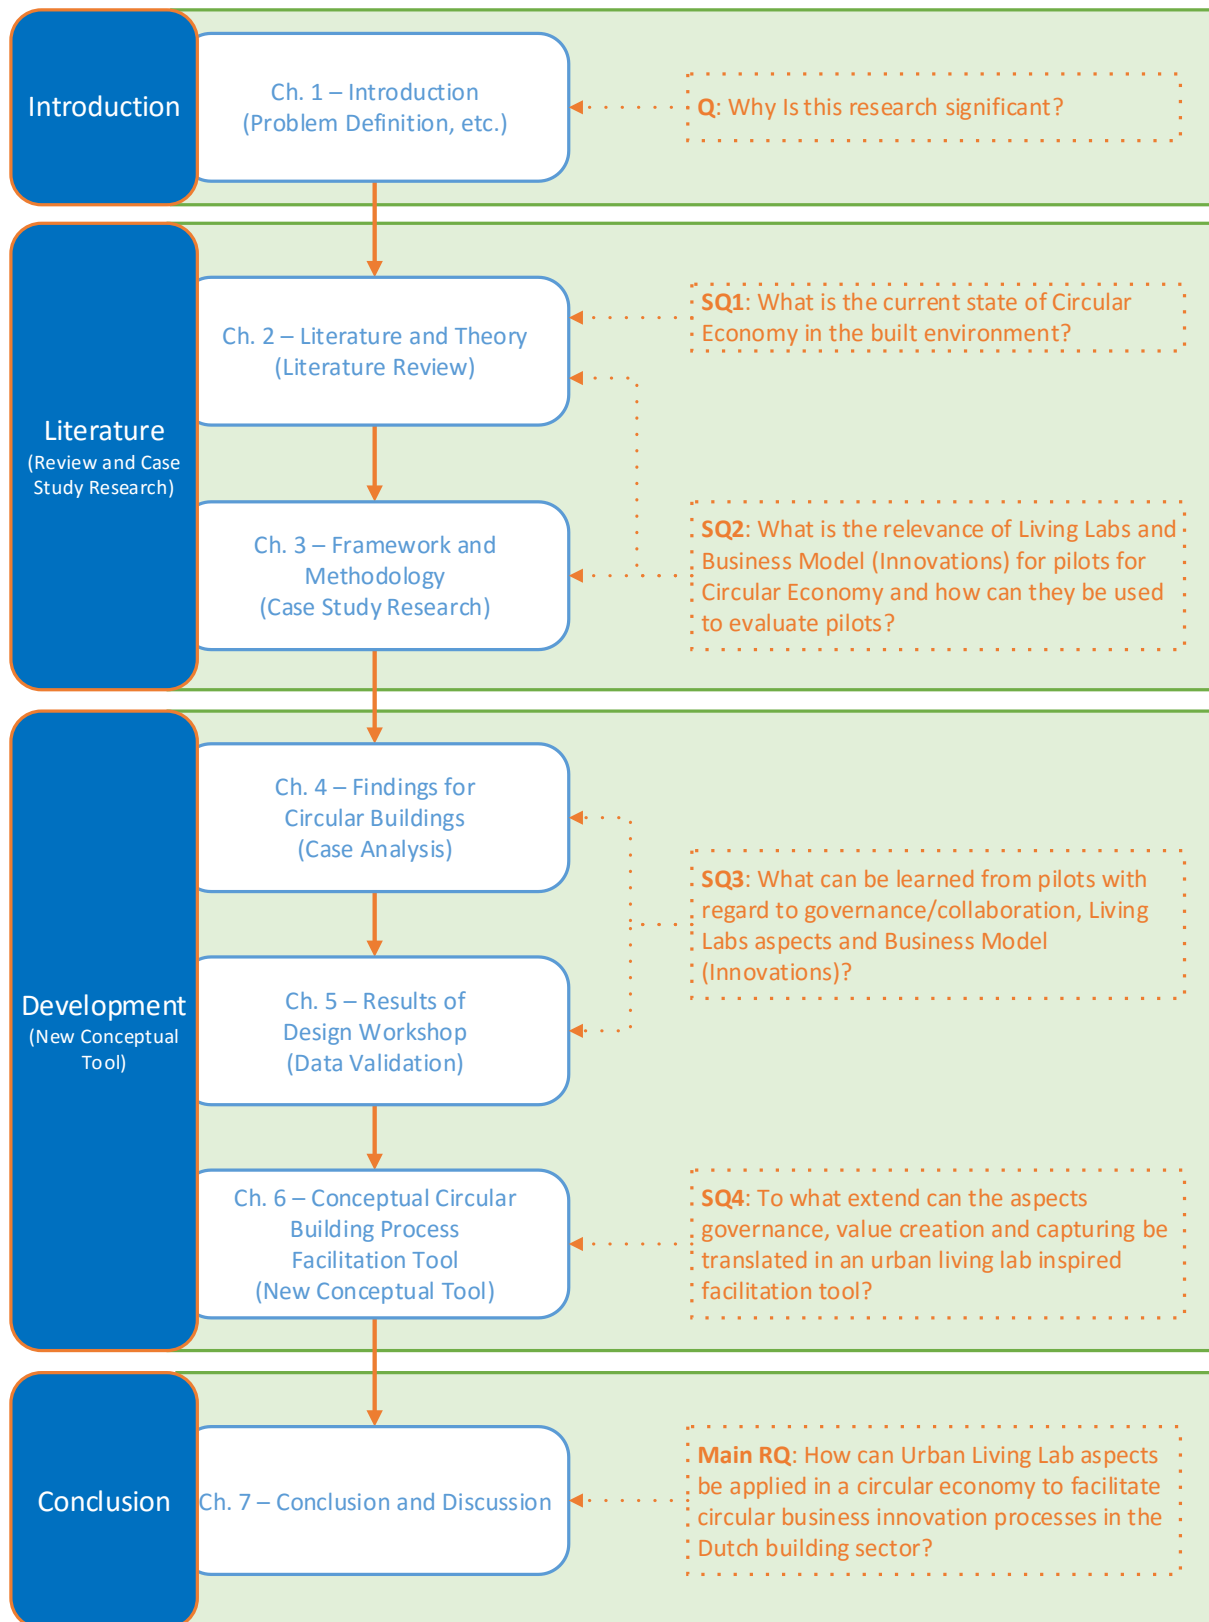 Introduction
Ch. 1 – Introduction
(Problem Definition, etc.)
Q: Why Is this research significant?
Literature
(Review and Case
Study Research)
Ch. 2 – Literature and Theory
(Literature Review)
SQ1: What is the current state of Circular
Economy in the built environment?
Ch. 3 – Framework and
Methodology
(Case Study Research)
SQ2: What is the relevance of Living Labs and
Business Model (Innovations) for pilots for
Circular Economy and how can they be used
to evaluate pilots?
Development
(New Conceptual
Tool)
Ch. 4 – Findings for
Circular Buildings
(Case Analysis)
SQ3: What can be learned from pilots with
regard to governance/collaboration, Living
Labs aspects and Business Model
(Innovations)?
Ch. 5 – Results of
Design Workshop
(Data Validation)
Ch. 6 – Conceptual Circular
Building Process
Facilitation Tool
(New Conceptual Tool)
SQ4: To what extend can the aspects
governance, value creation and capturing be
translated in an urban living lab inspired
facilitation tool?
Conclusion
Ch. 7 – Conclusion and Discussion
Main RQ: How can Urban Living Lab aspects
be applied in a circular economy to facilitate
circular business innovation processes in the
Dutch building sector?